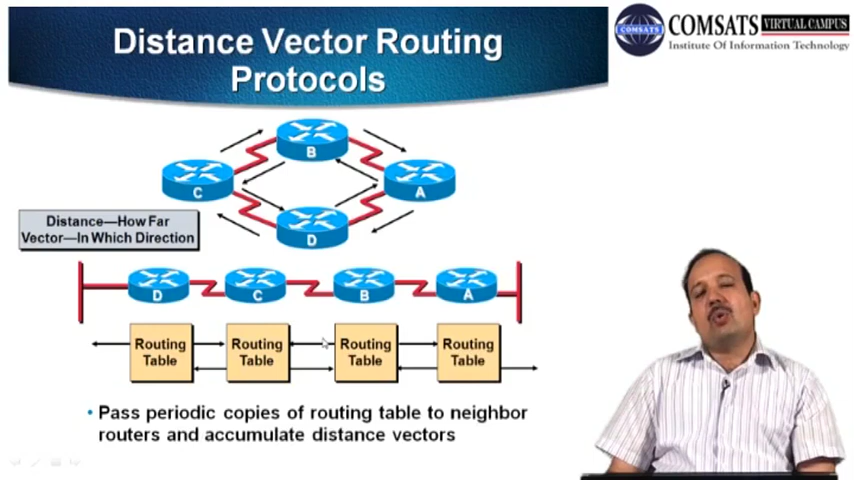 Distance Vector Routing
Protocols
COMSATS VIRTUAL CAMPUS
Institute Of Information Technology
COMSATS
B
C
A
D
Distance—How Far
Vector—In Which Direction
D
C
B
A
Routing
Table
Routing
Table
Routing
Table
Routing
Table
• Pass periodic copies of routing table to neighbor
routers and accumulate distance vectors